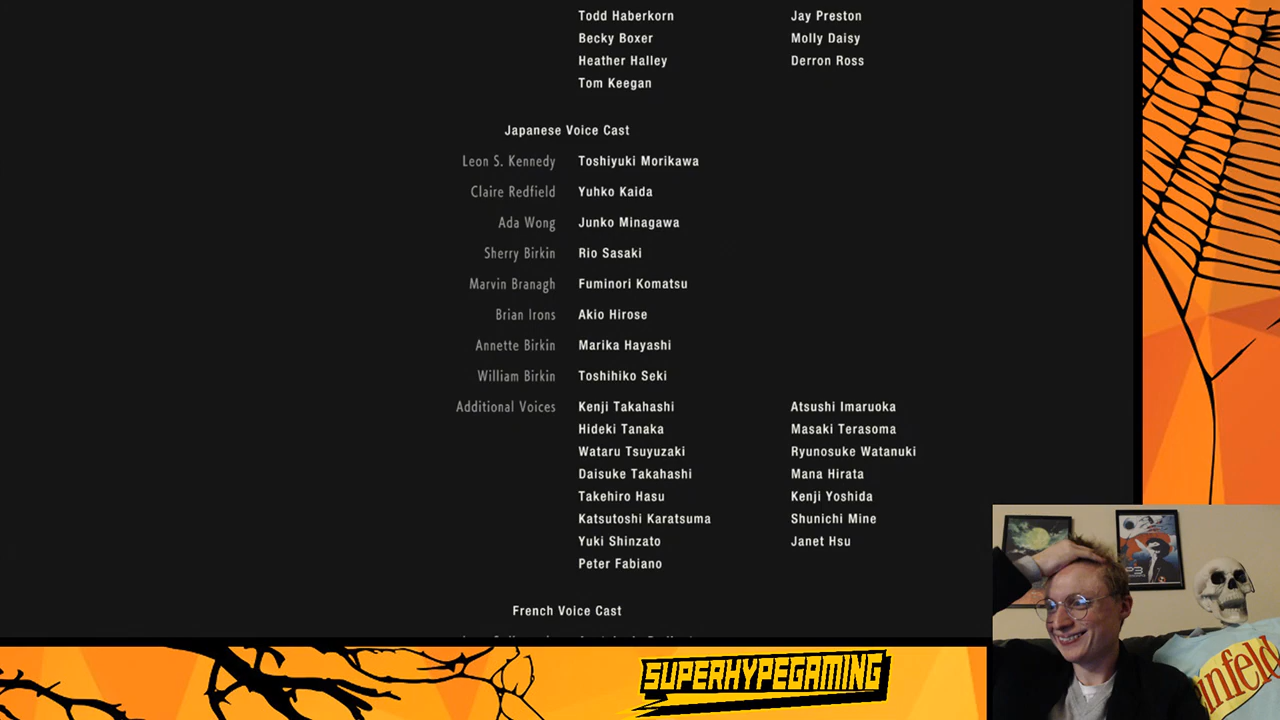 Todd Haberkorn Jay Preston
Becky Boxer Molly Daisy
Heather Halley Derron Ross
Tom Keegan
Japanese Voice Cast
Leon S. Kennedy Toshiyuki Morikawa
Claire Redfield Yuhko Kaida
Ada Wong Junko Minagawa
Sherry Birkin Rio Sasaki
Marvin Branagh Fuminori Komatsu
Brian Irons Akio Hirose
Annette Birkin Marika Hayashi
William Birkin Toshihiko Seki
Additional Voices Kenji Takahashi Atsushi Imaruoka
Hideki Tanaka Masaki Terasoma
Wataru Tsuyuzaki Ryunosuke Watanuki
Daisuke Takahashi Mana Hirata
Takehiro Hasu Kenji Yoshida
Katsutoshi Karatsuma Shunichi Mine
Yuki Shinzato Janet Hsu
Peter Fabiano
French Voice Cast
SUPERHYPEGAMING
P3
infeld